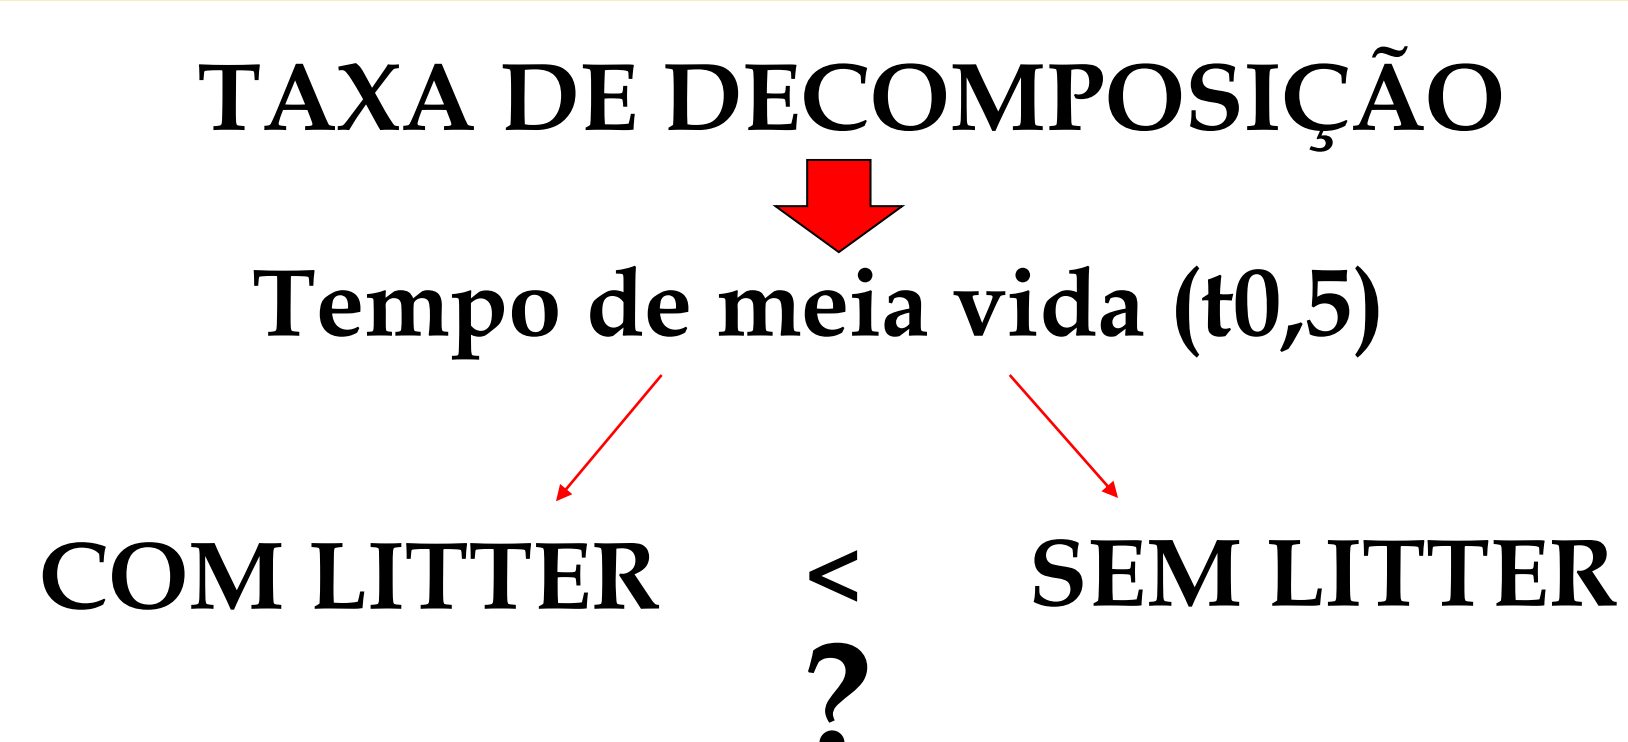 TAXA DE DECOMPOSIÇÃO
Tempo de meia vida (t0,5)
COM LITTER < SEM LITTER
?